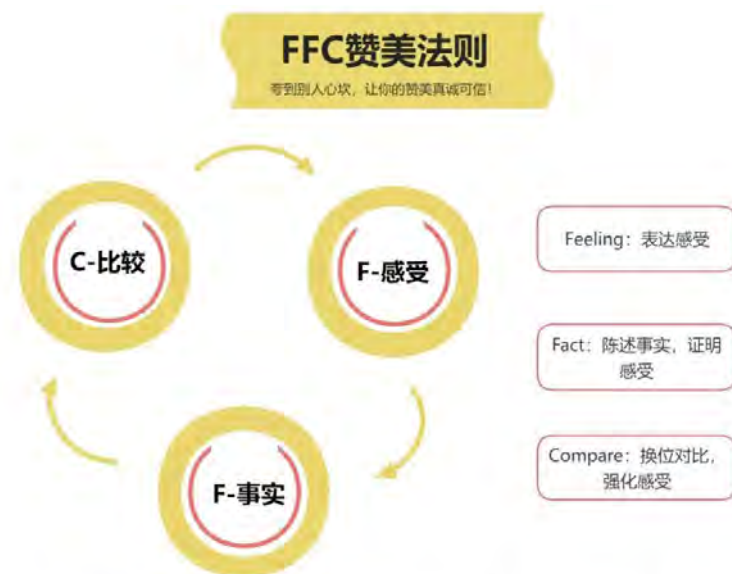 FFC赞美法则
夸到别人心坎，让你的赞美真诚可信！
C-比较
F-感受
F-事实
Feeling：表达感受
Fact：陈述事实，证明
感受
Compare：换位对比，
强化感受